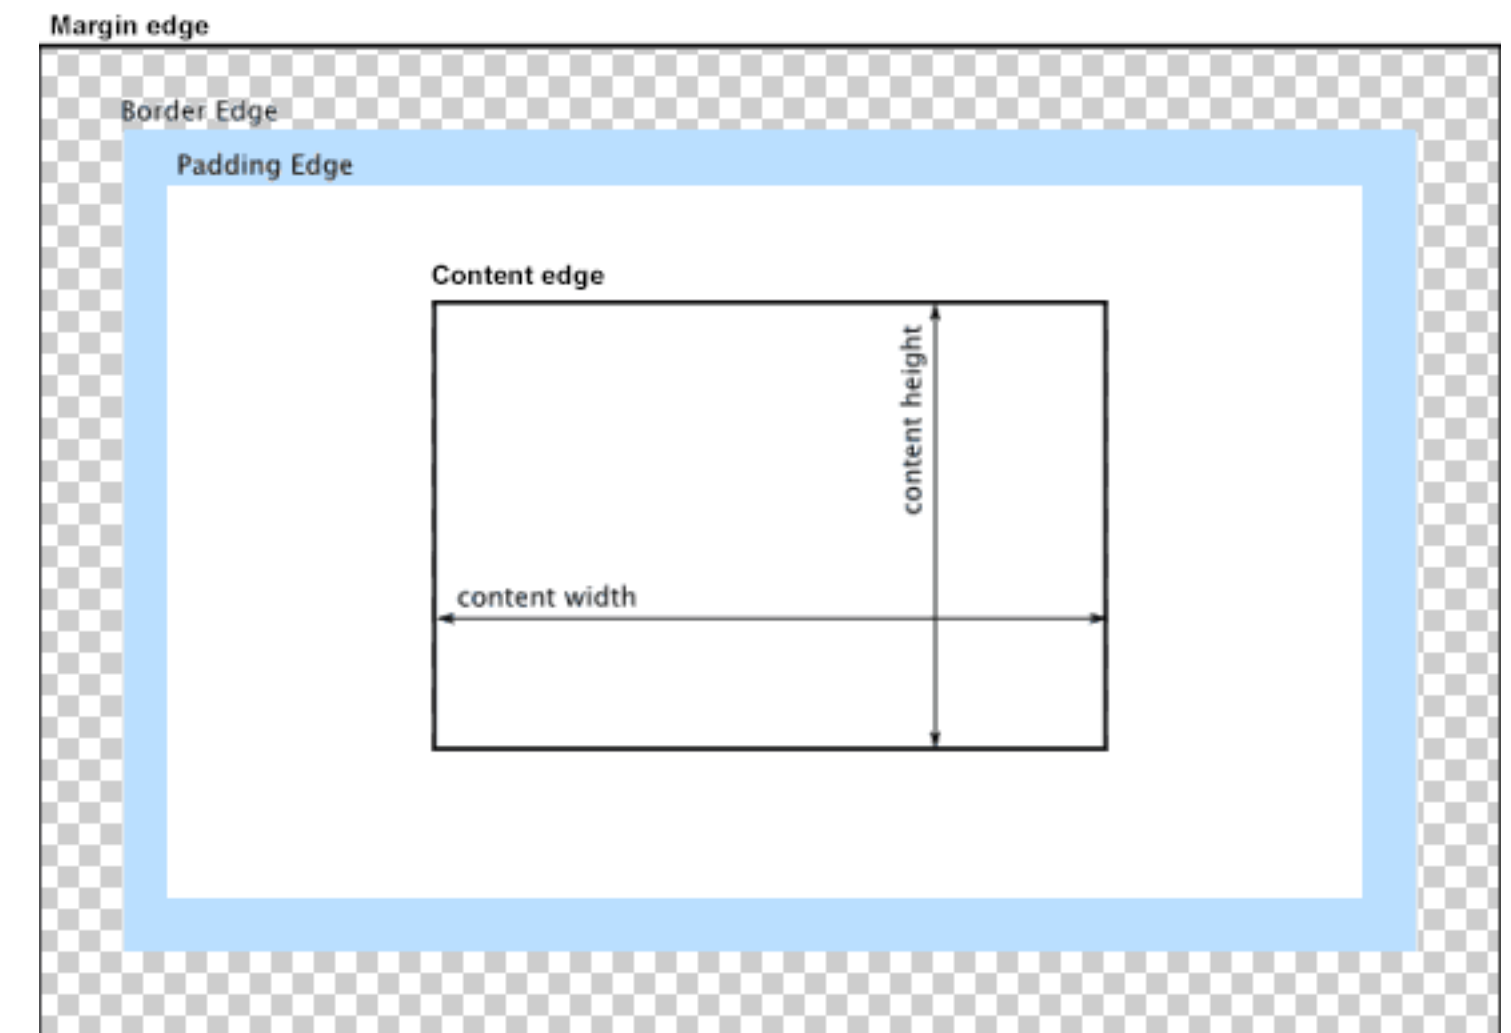 Margin edge
Border Edge
Padding Edge
Content edge
content height
content width